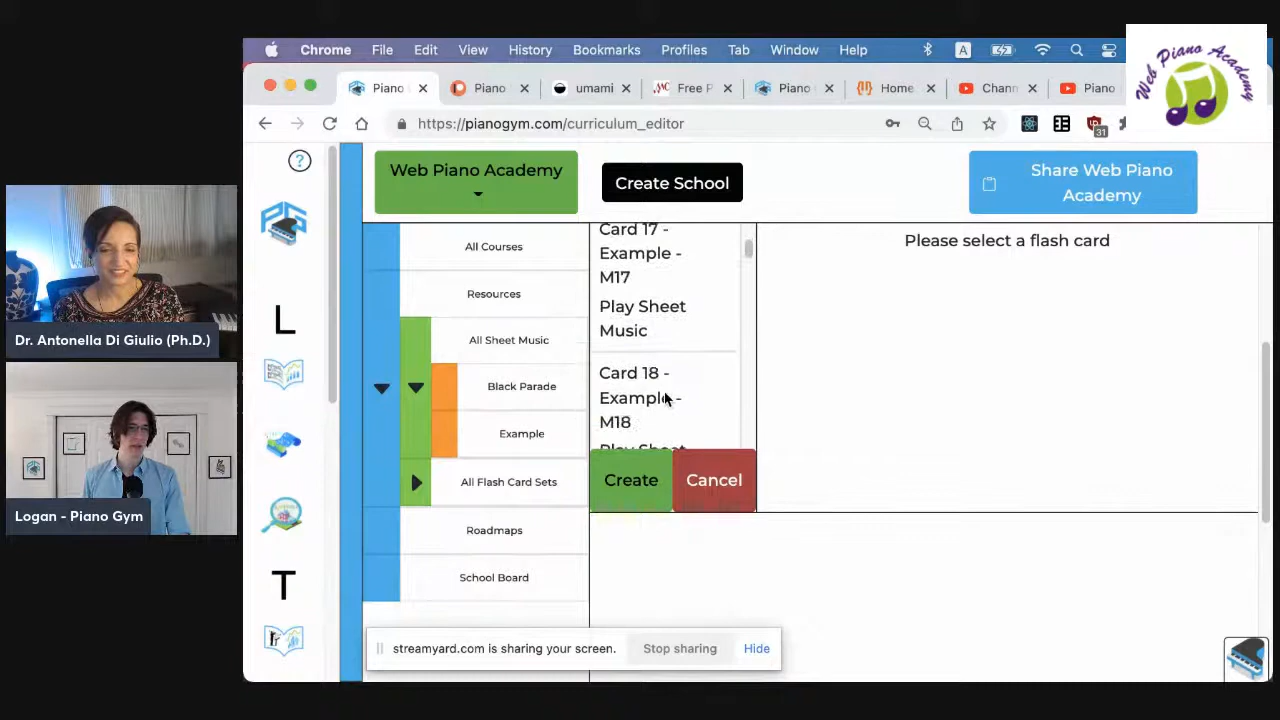 Chrome File Edit View History Bookmarks Profiles Tab Window Help
A
Web Piano Academy
Piano
Piano
umami
Free P
Piano
Home
Chann
Piano
https://pianogym.com/curriculum_editor
31
?
PG
L
T
Web Piano Academy
Create School
Share Web Piano
Academy
All Courses
Resources
All Sheet Music
Black Parade
Example
All Flash Card Sets
Roadmaps
School Board
Card 17 -
Example -
M17
Play Sheet
Music
Card 18 -
Example -
M18
Play Sheet
Create
Cancel
Please select a flash card
Dr. Antonella Di Giulio (Ph.D.)
Logan - Piano Gym
streamyard.com is sharing your screen.
Stop sharing
Hide